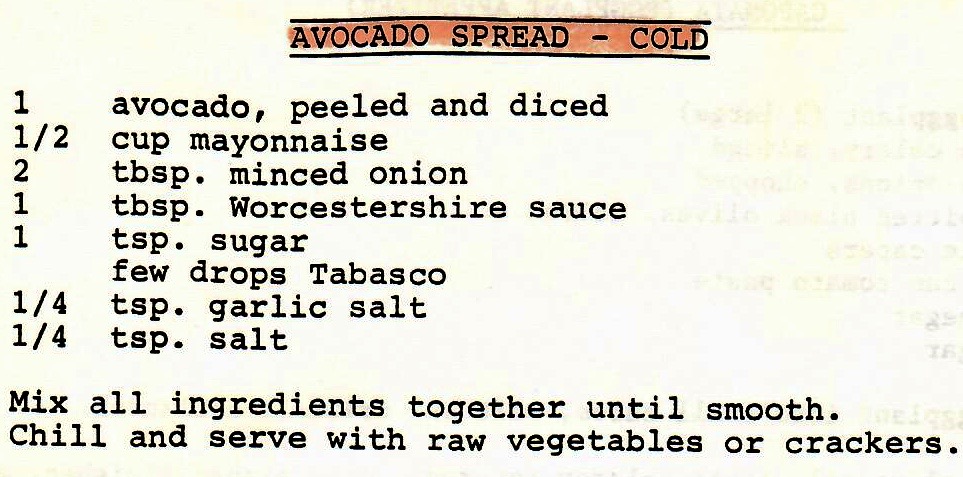 AVOCADO SPREAD - COLD
1 avocado, peeled and diced
1/2 cup mayonnaise
2 tbsp. minced onion
1 tbsp. Worcestershire sauce
1 tsp. sugar
few drops Tabasco
1/4 tsp. garlic salt
1/4 tsp. salt
Mix all ingredients together until smooth.
Chill and serve with raw vegetables or crackers.